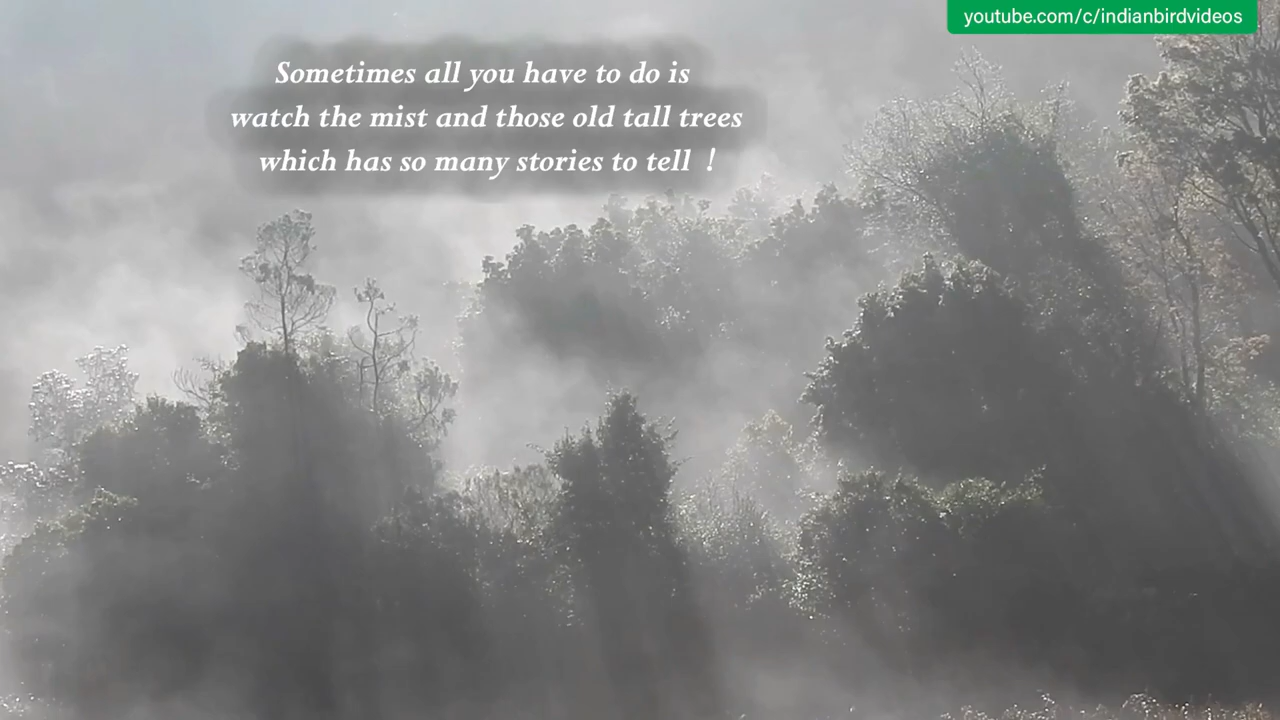 youtube.com/c/indianbirdvideos
Sometimes all you have to do is
watch the mist and those old tall trees
which has so many stories to tell !